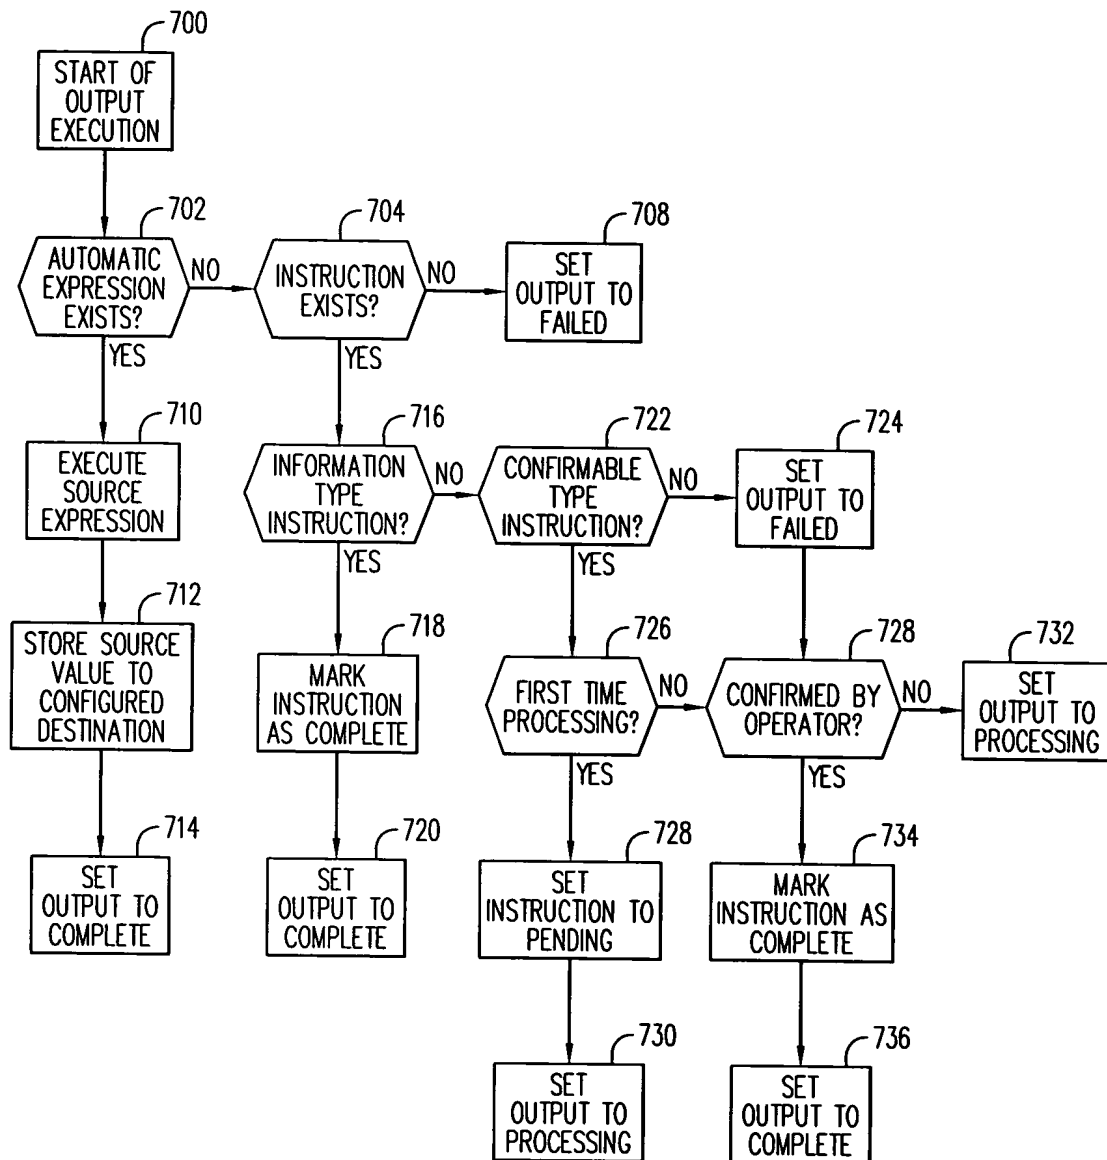 700
START OF
OUTPUT
EXECUTION
702
AUTOMATIC
EXPRESSION
EXISTS?
NO
YES
704
INSTRUCTION
EXISTS?
NO
YES
708
SET
OUTPUT TO
FAILED
710
EXECUTE
SOURCE
EXPRESSION
716
INFORMATION
TYPE
INSTRUCTION?
NO
YES
722
CONFIRMABLE
TYPE
INSTRUCTION?
NO
YES
724
SET
OUTPUT TO
FAILED
712
STORE SOURCE
VALUE TO
CONFIGURED
DESTINATION
718
MARK
INSTRUCTION
AS COMPLETE
726
FIRST TIME
PROCESSING?
NO
YES
728
CONFIRMED BY
OPERATOR?
NO
YES
732
SET
OUTPUT TO
PROCESSING
714
SET
OUTPUT TO
COMPLETE
720
SET
OUTPUT TO
COMPLETE
728
SET
INSTRUCTION TO
PENDING
734
MARK
INSTRUCTION AS
COMPLETE
730
SET
OUTPUT TO
PROCESSING
736
SET
OUTPUT TO
COMPLETE